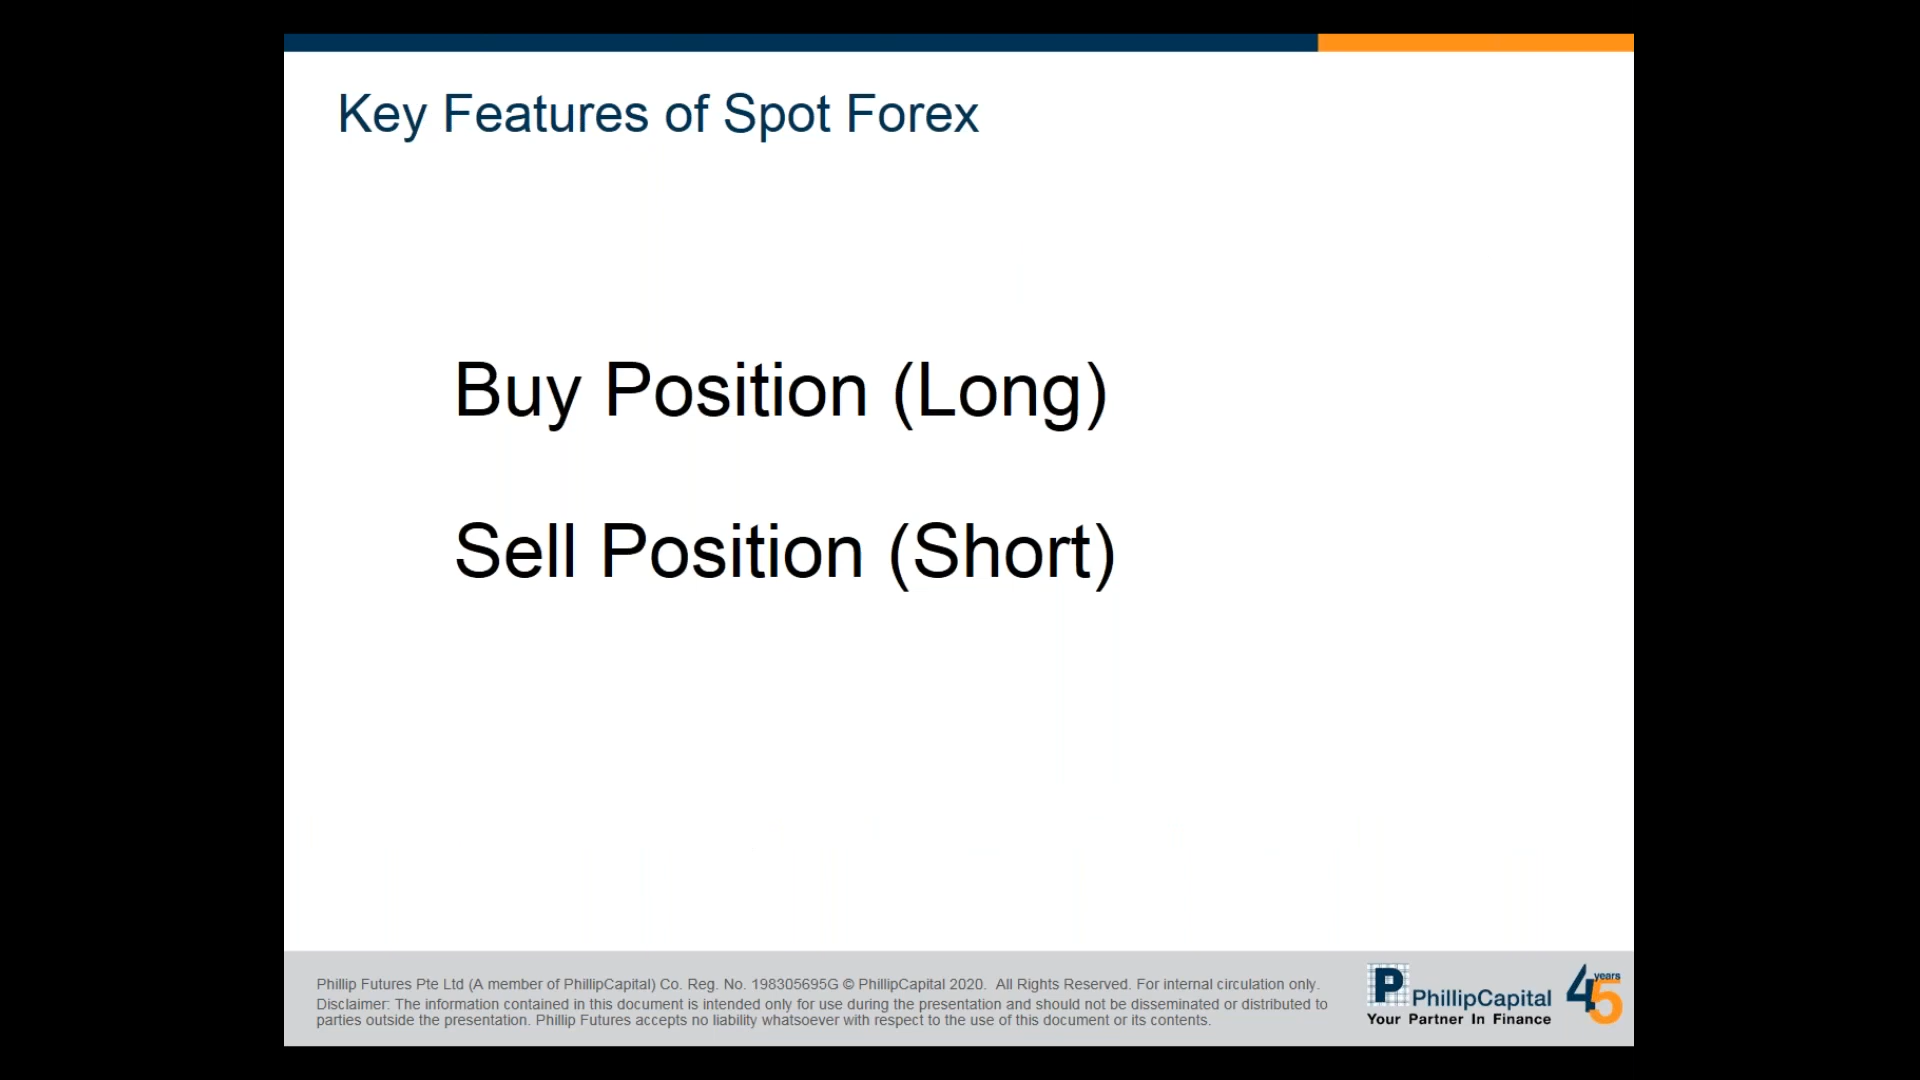 Key Features of Spot Forex
Buy Position (Long)
Sell Position (Short)
Phillip Futures Pte Ltd (A member of PhillipCapital) Co. Reg. No. 198305695G © PhillipCapital 2020.  All Rights Reserved. For internal circulation only.
Disclaimer: The information contained in this document is intended only for use during the presentation and should not be disseminated or distributed to
parties outside the presentation. Phillip Futures accepts no liability whatsoever with respect to the use of this document or its contents.
P PhillipCapital
Your Partner In Finance
45 years